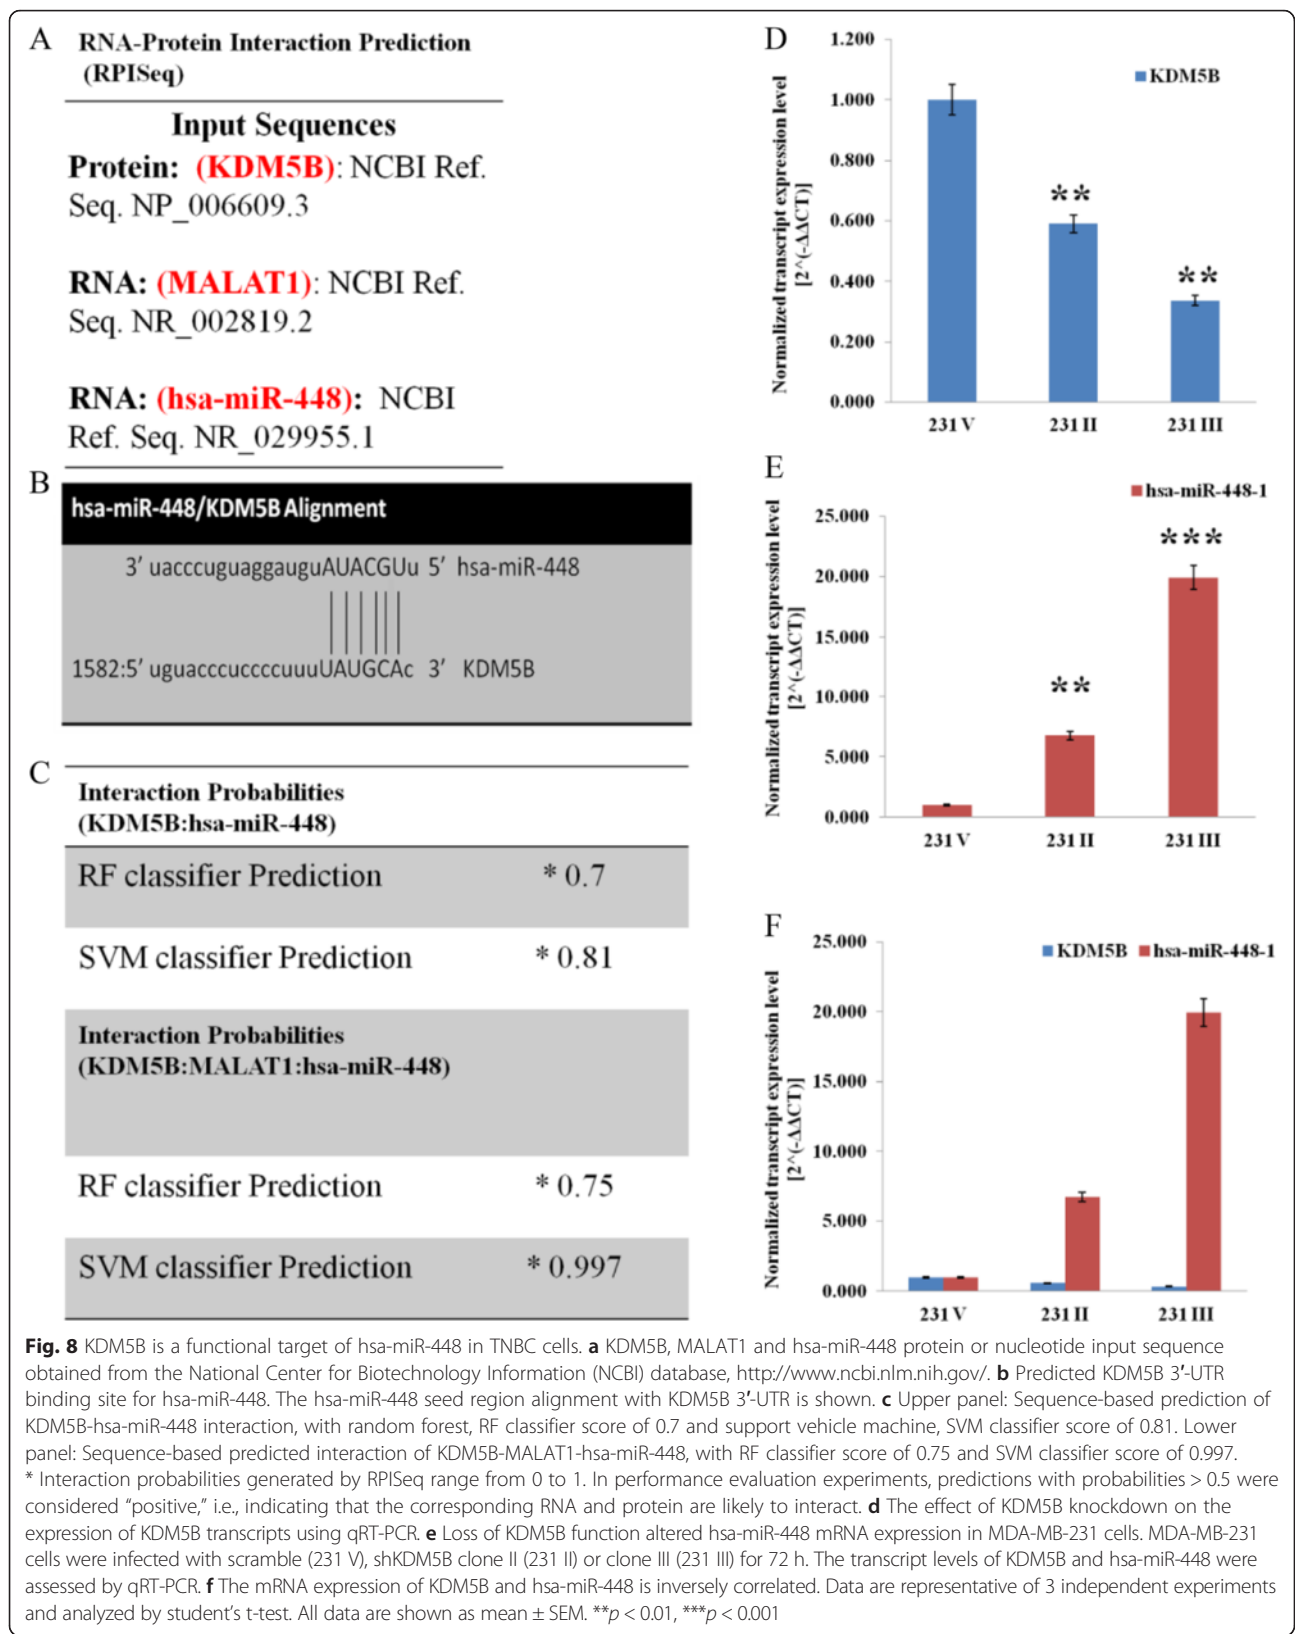 A
RNA-Protein Interaction Prediction
(RPISeq)
Input Sequences
Protein: (KDM5B): NCBI Ref.
Seq. NP_006609.3
RNA: (MALAT1): NCBI Ref.
Seq. NR_002819.2
RNA: (hsa-miR-448): NCBI
Ref. Seq. NR_029955.1
B
hsa-miR-448/KDM5B Alignment
3′ uacccuguaggauguAUACGUu 5′ hsa-miR-448
1582:5′ uguacccuccccuuuUAUGCAc 3′ KDM5B
C
Interaction Probabilities
(KDM5B:hsa-miR-448)
RF classifier Prediction * 0.7
SVM classifier Prediction * 0.81
Interaction Probabilities
(KDM5B:MALAT1:hsa-miR-448)
RF classifier Prediction * 0.75
SVM classifier Prediction * 0.997
D
Normalized transcript expression level
[2^(-ΔΔCT)]
1.200
1.000
0.800
0.600
0.400
0.200
0.000
KDM5B
**
**
231 V 231 II 231 III
E
Normalized transcript expression level
[2^(-ΔΔCT)]
25.000
20.000
15.000
10.000
5.000
0.000
hsa-miR-448-1
**
***
231 V 231 II 231 III
F
Normalized transcript expression level
[2^(-ΔΔCT)]
25.000
20.000
15.000
10.000
5.000
0.000
KDM5B hsa-miR-448-1
231 V 231 II 231 III
Fig. 8 KDM5B is a functional target of hsa-miR-448 in TNBC cells. a KDM5B, MALAT1 and hsa-miR-448 protein or nucleotide input sequence
obtained from the National Center for Biotechnology Information (NCBI) database, http://www.ncbi.nlm.nih.gov/. b Predicted KDM5B 3′-UTR
binding site for hsa-miR-448. The hsa-miR-448 seed region alignment with KDM5B 3′-UTR is shown. c Upper panel: Sequence-based prediction of
KDM5B-hsa-miR-448 interaction, with random forest, RF classifier score of 0.7 and support vehicle machine, SVM classifier score of 0.81. Lower
panel: Sequence-based predicted interaction of KDM5B-MALAT1-hsa-miR-448, with RF classifier score of 0.75 and SVM classifier score of 0.997.
* Interaction probabilities generated by RPISeq range from 0 to 1. In performance evaluation experiments, predictions with probabilities > 0.5 were
considered “positive,” i.e., indicating that the corresponding RNA and protein are likely to interact. d The effect of KDM5B knockdown on the
expression of KDM5B transcripts using qRT-PCR. e Loss of KDM5B function altered hsa-miR-448 mRNA expression in MDA-MB-231 cells. MDA-MB-231
cells were infected with scramble (231 V), shKDM5B clone II (231 II) or clone III (231 III) for 72 h. The transcript levels of KDM5B and hsa-miR-448 were
assessed by qRT-PCR. f The mRNA expression of KDM5B and hsa-miR-448 is inversely correlated. Data are representative of 3 independent experiments
and analyzed by student’s t-test. All data are shown as mean ± SEM. **p < 0.01, ***p < 0.001